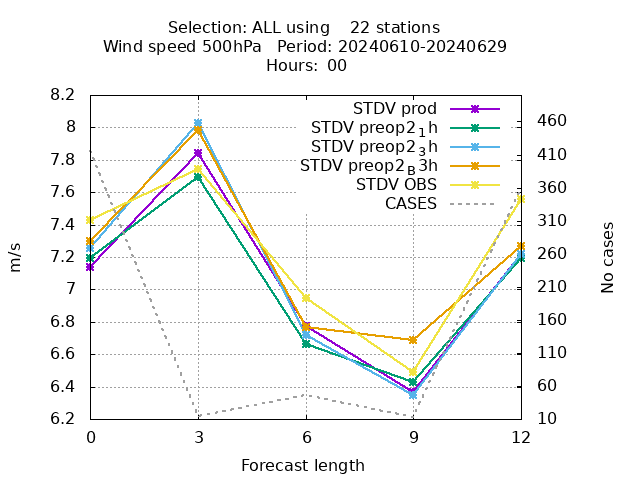 Selection: ALL using    22 stations
Wind speed 500hPa   Period: 20240610-20240629
Hours: 00
STDV prod
STDV preop2₁h
STDV preop2₃h
STDV preop2_B3h
STDV OBS
CASES
m/s
8.2
8
7.8
7.6
7.4
7.2
7
6.8
6.6
6.4
6.2
460
410
360
310
260
210
160
110
60
10
No cases
0 3 6 9 12
Forecast length